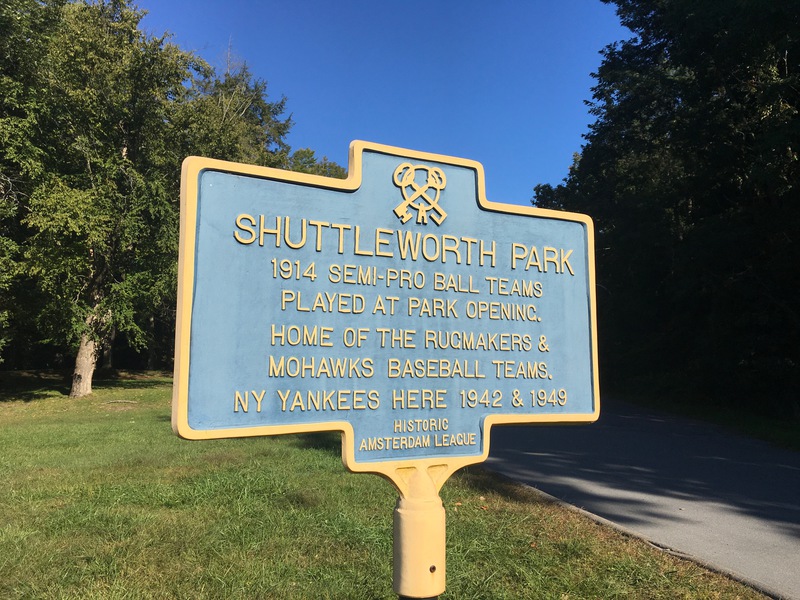 SHUTTLEWORTH PARK
1914 SEMI-PRO BALL TEAMS
PLAYED AT PARK OPENING.
HOME OF THE RUGMAKERS &
MOHAWKS BASEBALL TEAMS.
NY YANKEES HERE 1942 & 1949
HISTORIC
AMSTERDAM LEAGUE